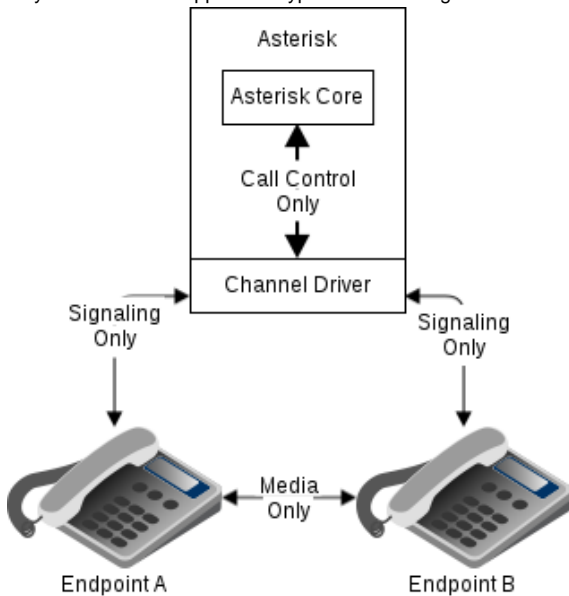 Asterisk
Asterisk Core
Call Control
Only
Channel Driver
Signaling
Only
Signaling
Only
Media
Only
Endpoint A
Endpoint B